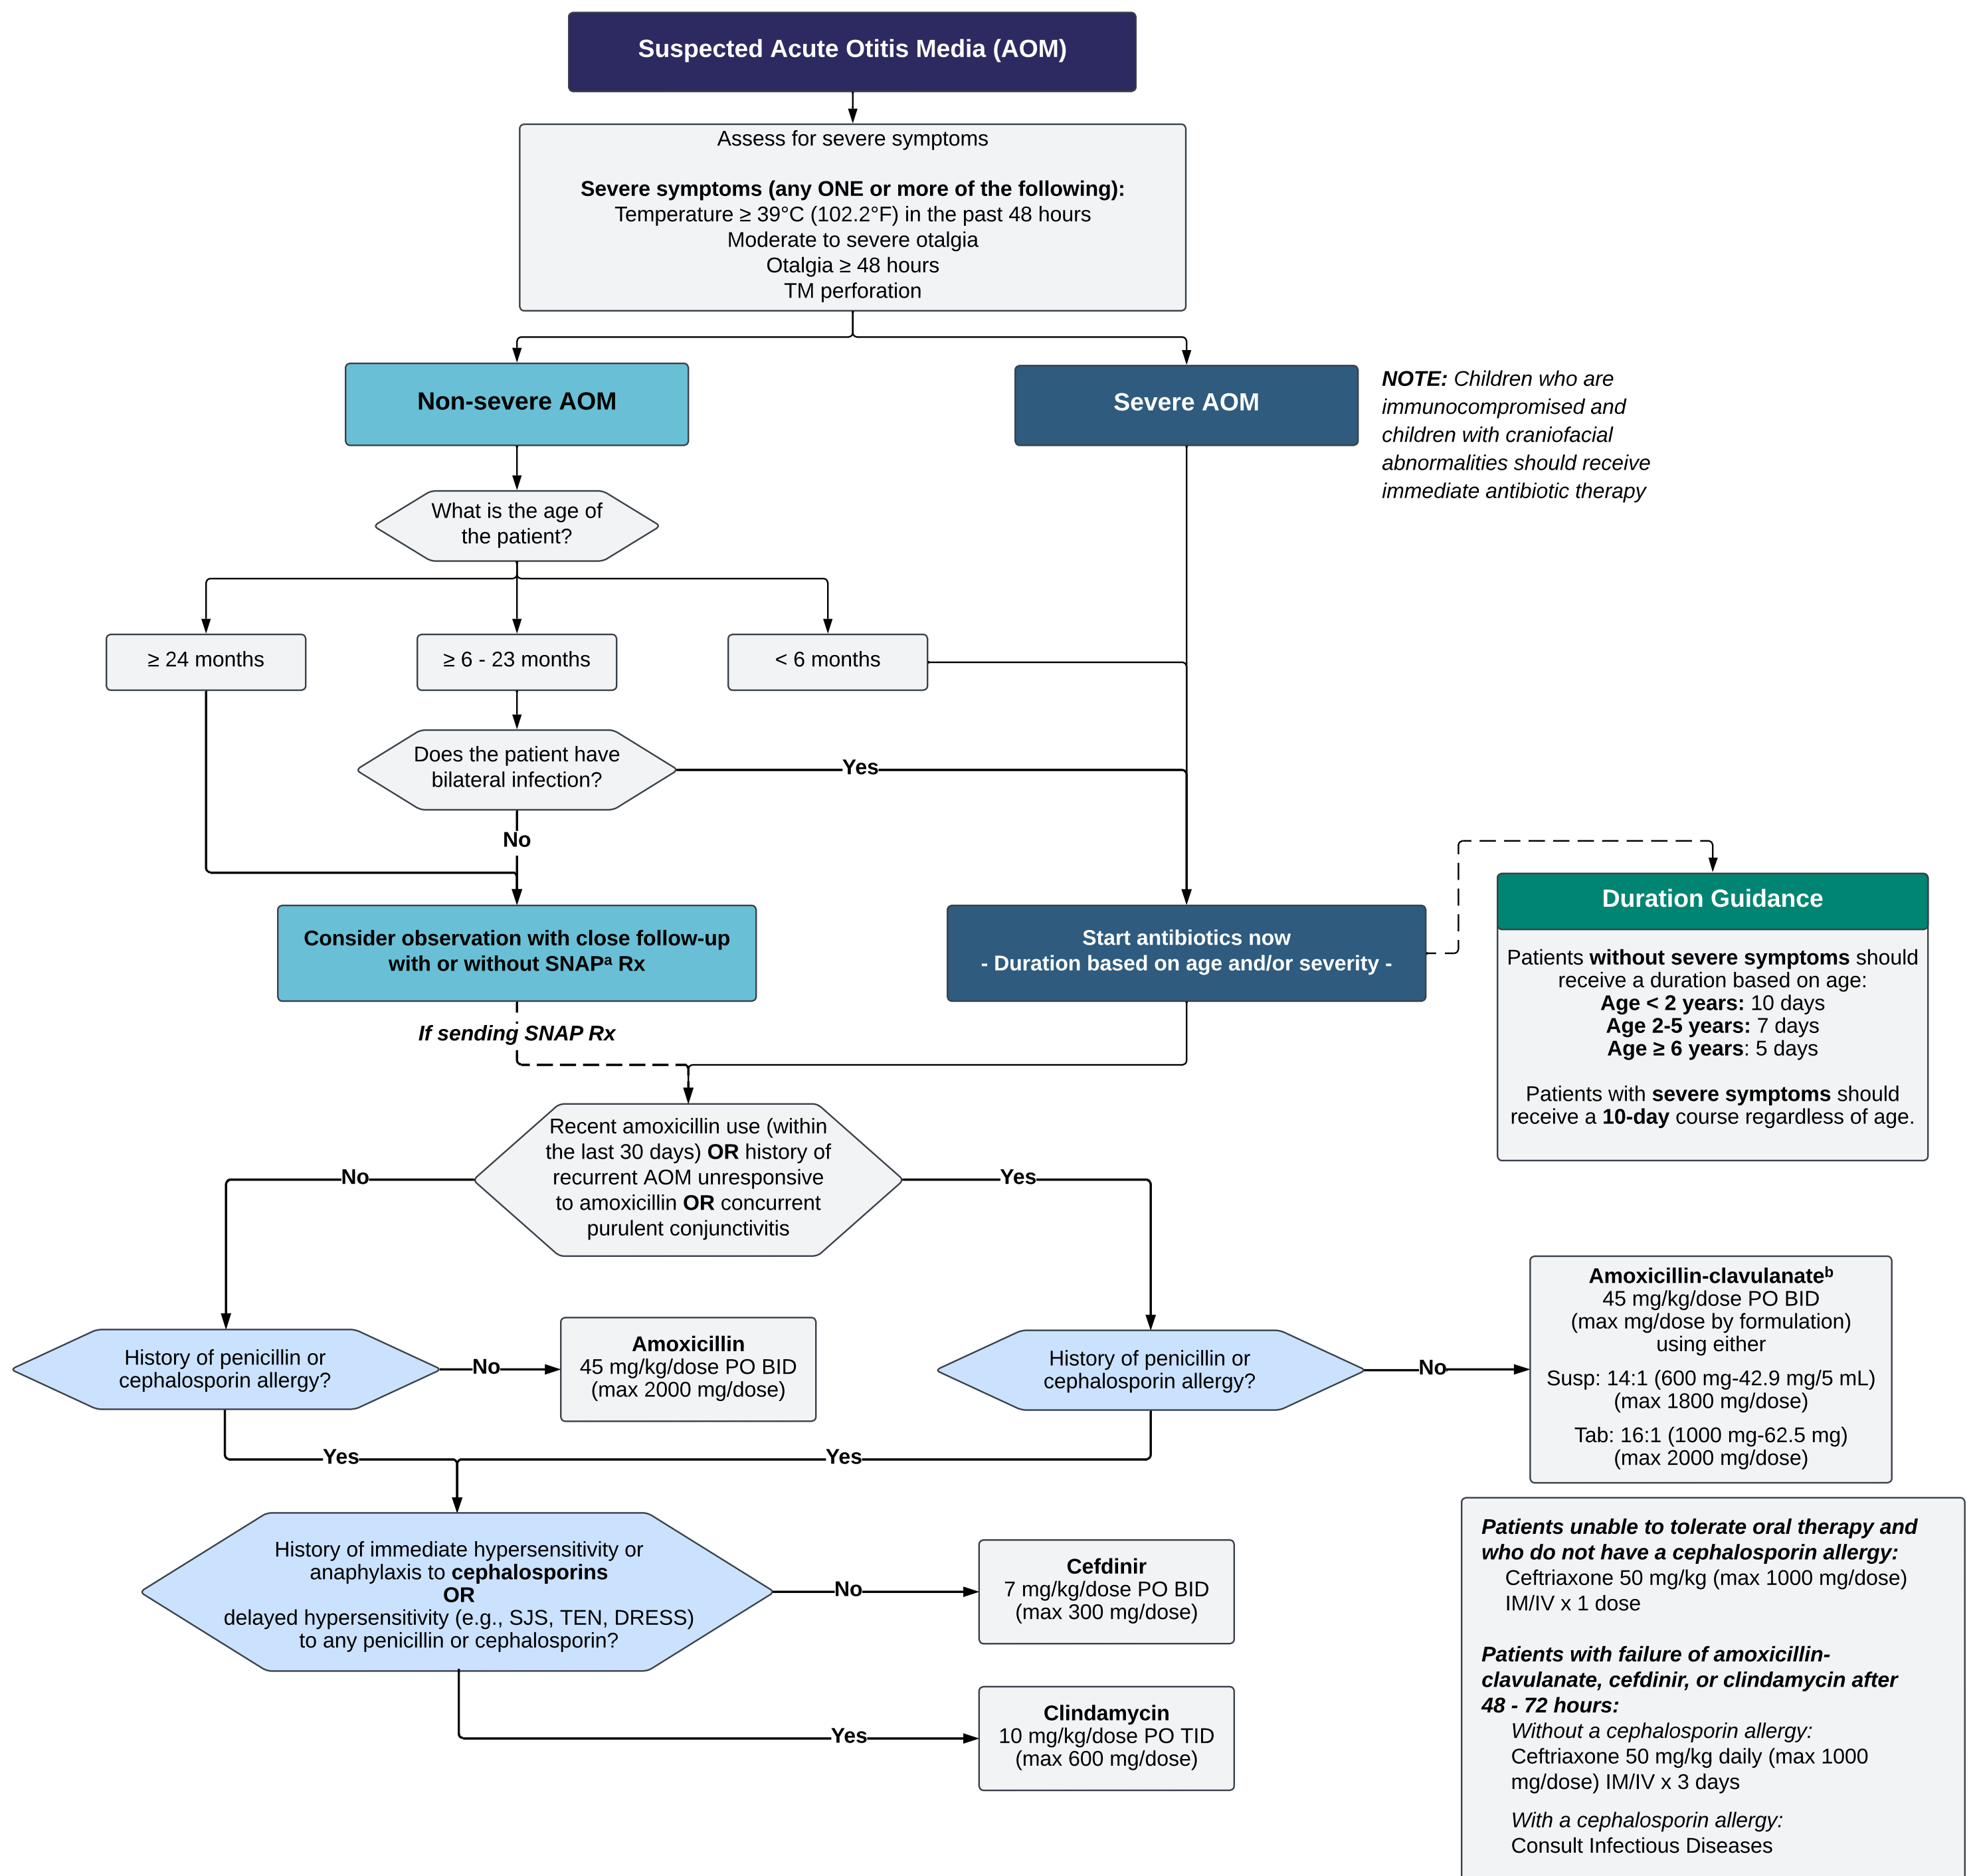 Suspected Acute Otitis Media (AOM)
Assess for severe symptoms
Severe symptoms (any ONE or more of the following):
Temperature ≥ 39°C (102.2°F) in the past 48 hours
Moderate to severe otalgia
Otalgia ≥ 48 hours
TM perforation
Non-severe AOM
Severe AOM
NOTE: Children who are
immunocompromised and
children with craniofacial
abnormalities should receive
immediate antibiotic therapy
What is the age of
the patient?
≥ 24 months
≥ 6 - 23 months
< 6 months
Does the patient have
bilateral infection?
Yes
No
Consider observation with close follow-up
with or without SNAPᵃ Rx
Start antibiotics now
- Duration based on age and/or severity -
Duration Guidance
Patients without severe symptoms should
receive a duration based on age:
Age < 2 years: 10 days
Age 2-5 years: 7 days
Age ≥ 6 years: 5 days
Patients with severe symptoms should
receive a 10-day course regardless of age.
If sending SNAP Rx
Recent amoxicillin use (within
the last 30 days) OR history of
recurrent AOM unresponsive
to amoxicillin OR concurrent
purulent conjunctivitis
No
Yes
History of penicillin or
cephalosporin allergy?
No
Amoxicillin
45 mg/kg/dose PO BID
(max 2000 mg/dose)
History of penicillin or
cephalosporin allergy?
No
Amoxicillin-clavulanateᵇ
45 mg/kg/dose PO BID
(max mg/dose by formulation)
using either
Susp: 14:1 (600 mg-42.9 mg/5 mL)
(max 1800 mg/dose)
Tab: 16:1 (1000 mg-62.5 mg)
(max 2000 mg/dose)
Yes
Yes
History of immediate hypersensitivity or
anaphylaxis to cephalosporins
OR
delayed hypersensitivity (e.g., SJS, TEN, DRESS)
to any penicillin or cephalosporin?
No
Cefdinir
7 mg/kg/dose PO BID
(max 300 mg/dose)
Yes
Clindamycin
10 mg/kg/dose PO TID
(max 600 mg/dose)
Patients unable to tolerate oral therapy and
who do not have a cephalosporin allergy:
Ceftriaxone 50 mg/kg (max 1000 mg/dose)
IM/IV x 1 dose
Patients with failure of amoxicillin-
clavulanate, cefdinir, or clindamycin after
48 - 72 hours:
Without a cephalosporin allergy:
Ceftriaxone 50 mg/kg daily (max 1000
mg/dose) IM/IV x 3 days
With a cephalosporin allergy:
Consult Infectious Diseases